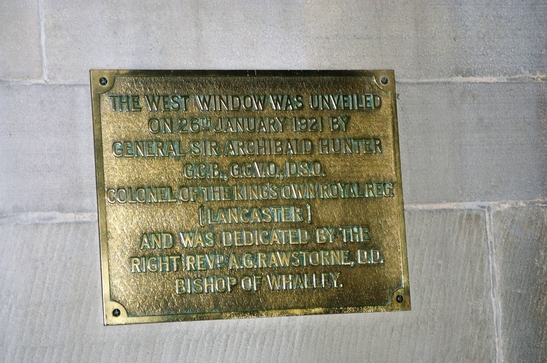 THE WEST WINDOW WAS UNVEILED
ON 26TH JANUARY 1921 BY
GENERAL SIR ARCHIBALD HUNTER
G.C.B., G.C.V.O., D.S.O.
COLONEL, OF THE KING'S OWN ROYAL REGT
(LANCASTER)
AND WAS DEDICATED BY THE
RIGHT REVD A.G. RAWSTORNE, D.D.
BISHOP OF WHALLEY.